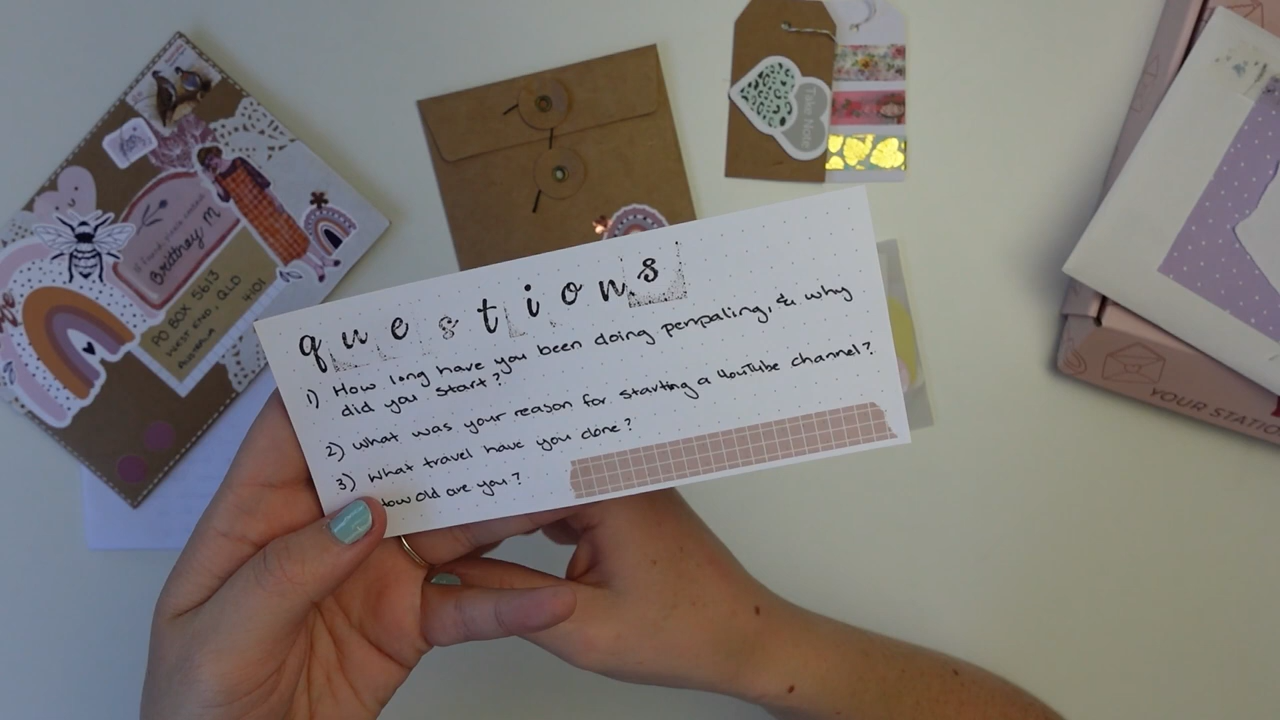 questions
1) How long have you been doing penpaling, & why
did you start?
2) What was your reason for starting a YouTube channel?
3) What travel have you done?
How old are you?
Brittney M
PO BOX 5613
WEST END, QLD
AUSTRALIA 4101
Take Note
YOUR STATIO